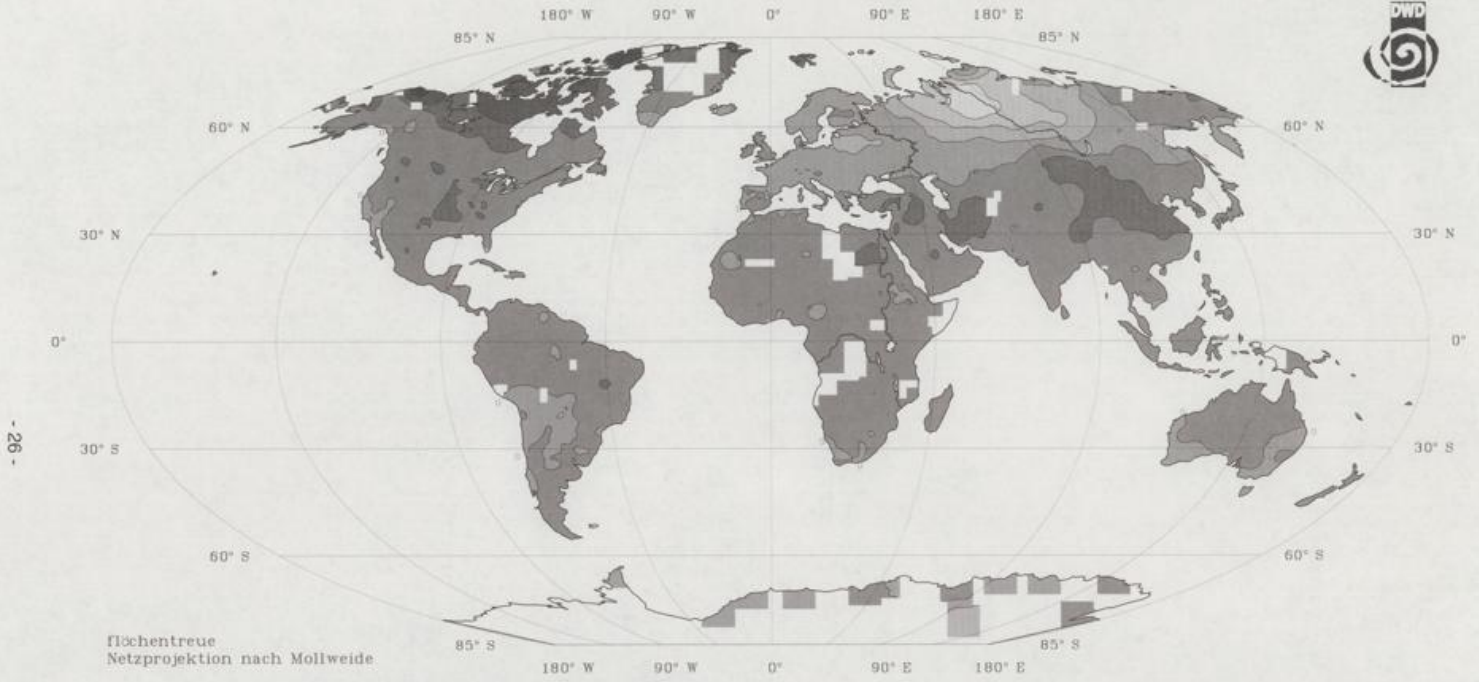 180° W 90° W 0° 90° E 180° E
DWD
85° N 85° N
60° N 60° N
30° N 30° N
0° 0°
- 26 -
30° S 30° S
60° S 60° S
flöchentreue
Netzprojektion nach Mollweide
85° S 85° S
180° W 90° W 0° 90° E 180° E